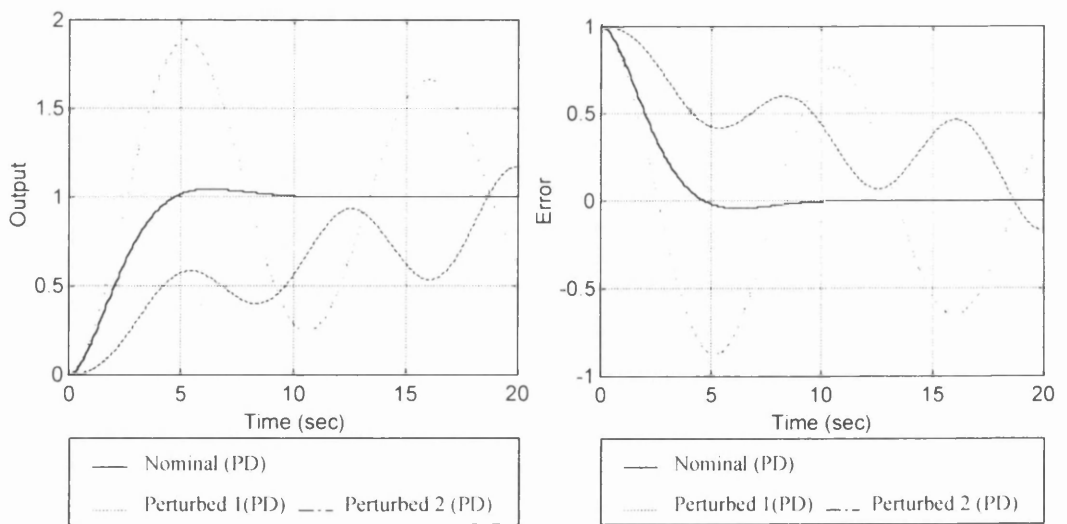 2
1.5
1
0.5
0
Output
0 5 10 15 20
Time (sec)
Nominal (PD)
Perturbed 1(PD) Perturbed 2 (PD)
1
0.5
0
-0.5
-1
Error
0 5 10 15 20
Time (sec)
Nominal (PD)
Perturbed 1(PD) Perturbed 2 (PD)